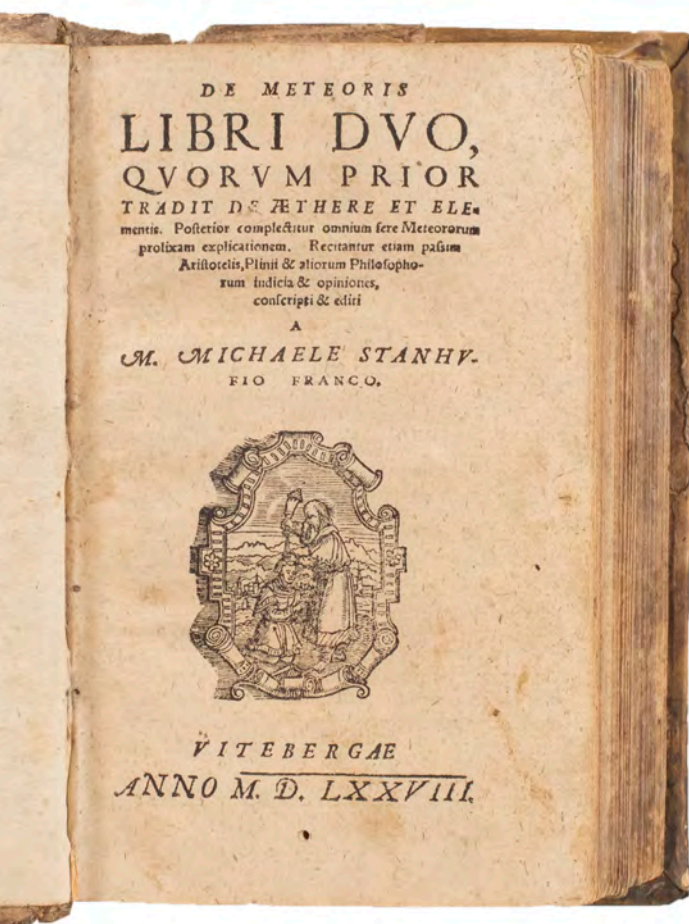 DE METEORIS
LIBRI DVO,
QVORVM PRIOR
TRADIT DE ÆTHERE ET ELE-
mentis. Poſterior complectitur omnium fere Meteororum
prolixam explicationem. Recitantur etiam paſsim
Ariſtotelis, Plinii & aliorum Philoſopho-
rum iudicia & opiniones,
conſcripti & editi
A
M. MICHAELE STANHV-
FIO FRANCO.
VITEBERGAE
ANNO M. D. LXXVIII.